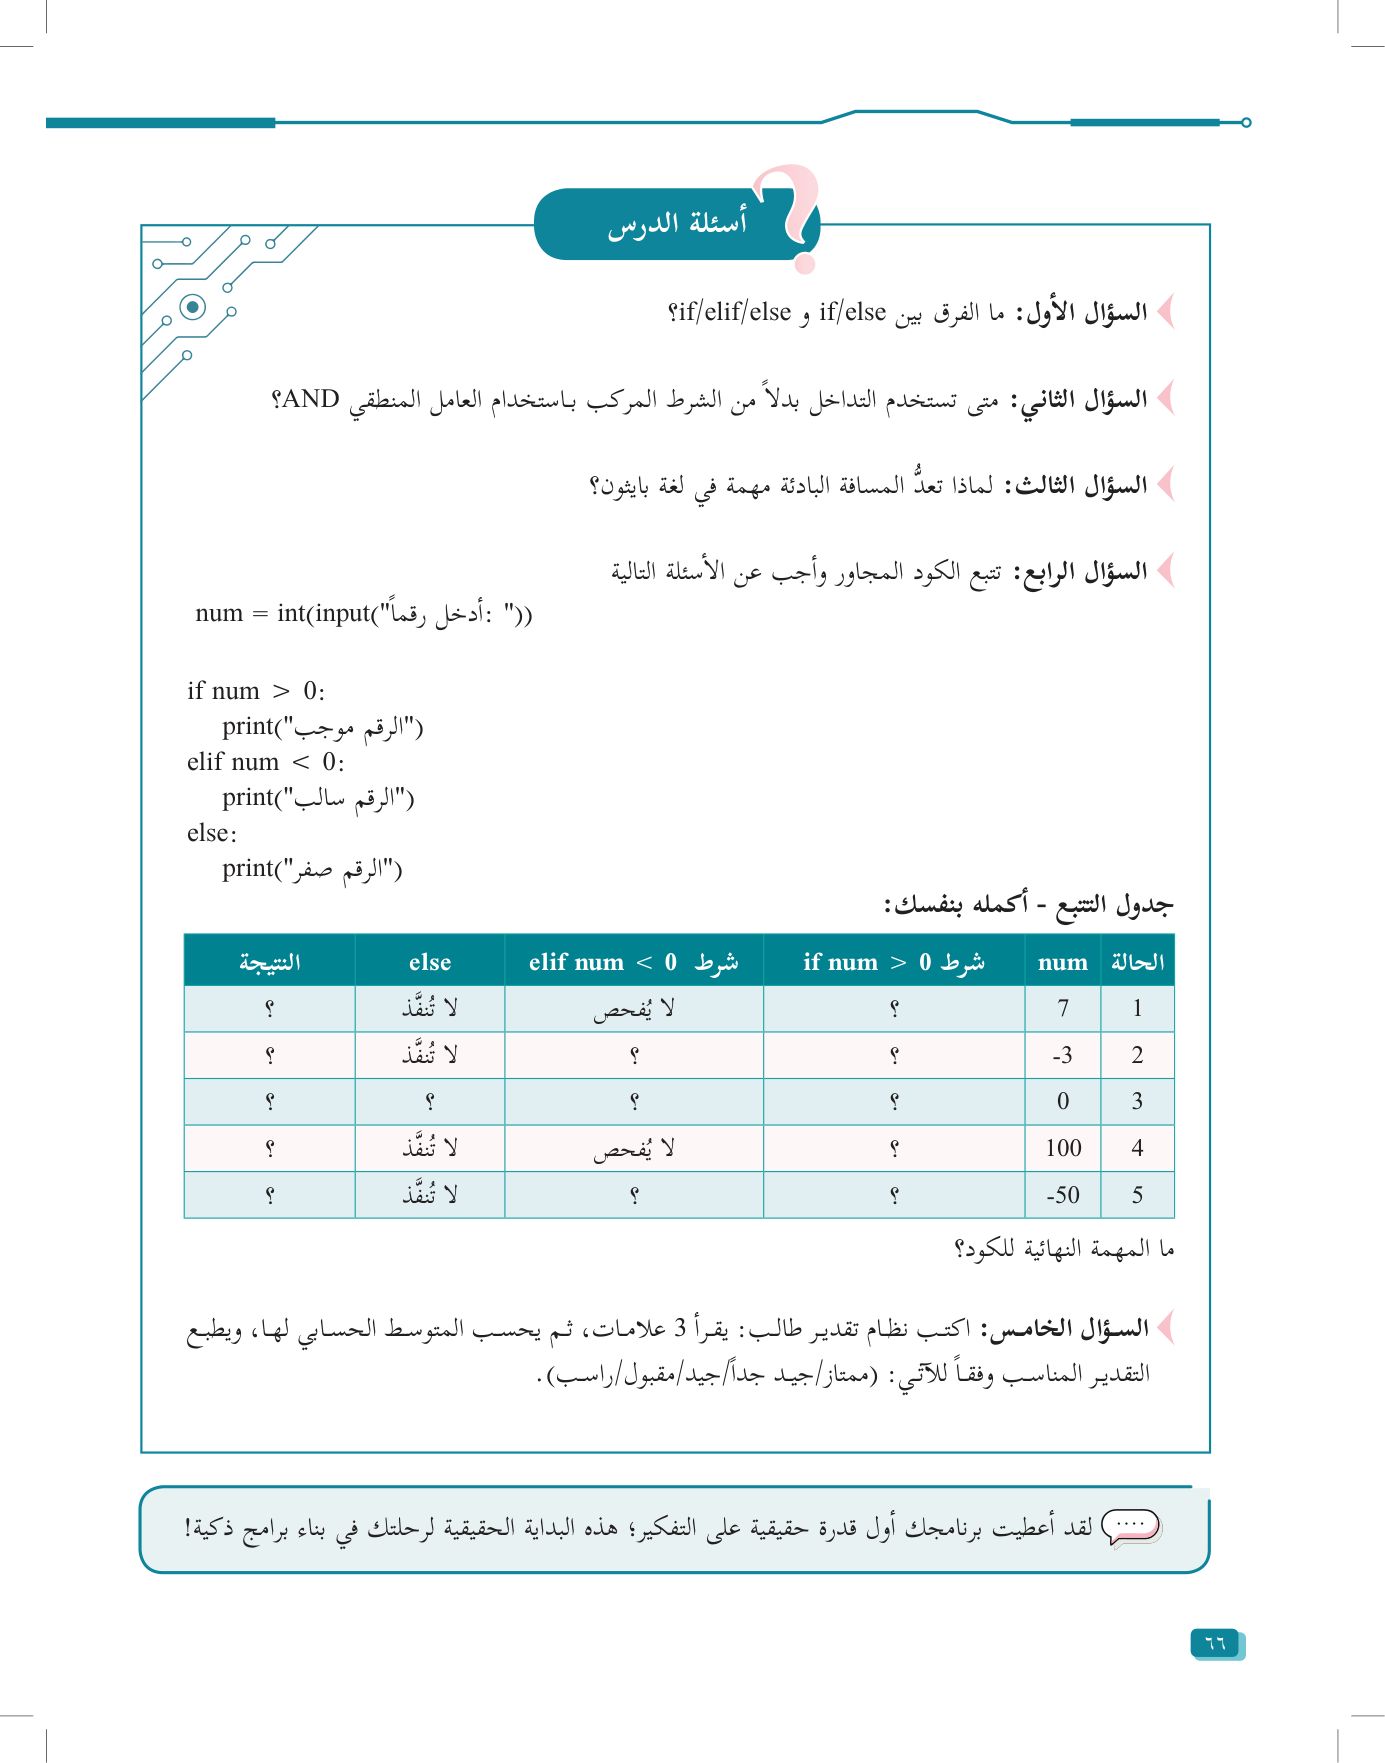 أسئلة الدرس
السؤال الأول: ما الفرق بين if/else و if/elif/else؟
السؤال الثاني: متى تستخدم التداخل بدلاً من الشرط المركب باستخدام العامل المنطقي AND؟
السؤال الثالث: لماذا تعدُّ المسافة البادئة مهمة في لغة بايثون؟
السؤال الرابع: تتبع الكود المجاور وأجب عن الأسئلة التالية
num = int(input("أدخل رقماً: "))
if num > 0:
print("الرقم موجب")
elif num < 0:
print("الرقم سالب")
else:
print("الرقم صفر")
جدول التتبع - أكمله بنفسك:
الحالة num شرط if num > 0 شرط elif num < 0 else النتيجة
1 7 ؟ لا يُفحص لا تُنفَّذ ؟
2 -3 ؟ ؟ لا تُنفَّذ ؟
3 0 ؟ ؟ ؟ ؟
4 100 ؟ لا يُفحص لا تُنفَّذ ؟
5 -50 ؟ ؟ لا تُنفَّذ ؟
ما المهمة النهائية للكود؟
السؤال الخامس: اكتب نظام تقدير طالب: يقرأ 3 علامات، ثم يحسب المتوسط الحسابي لها، ويطبع
التقدير المناسب وفقاً للآتي: (ممتاز/جيد جداً/جيد/مقبول/راسب).
لقد أعطيت برنامجك أول قدرة حقيقية على التفكير؛ هذه البداية الحقيقية لرحلتك في بناء برامج ذكية!
٦٦